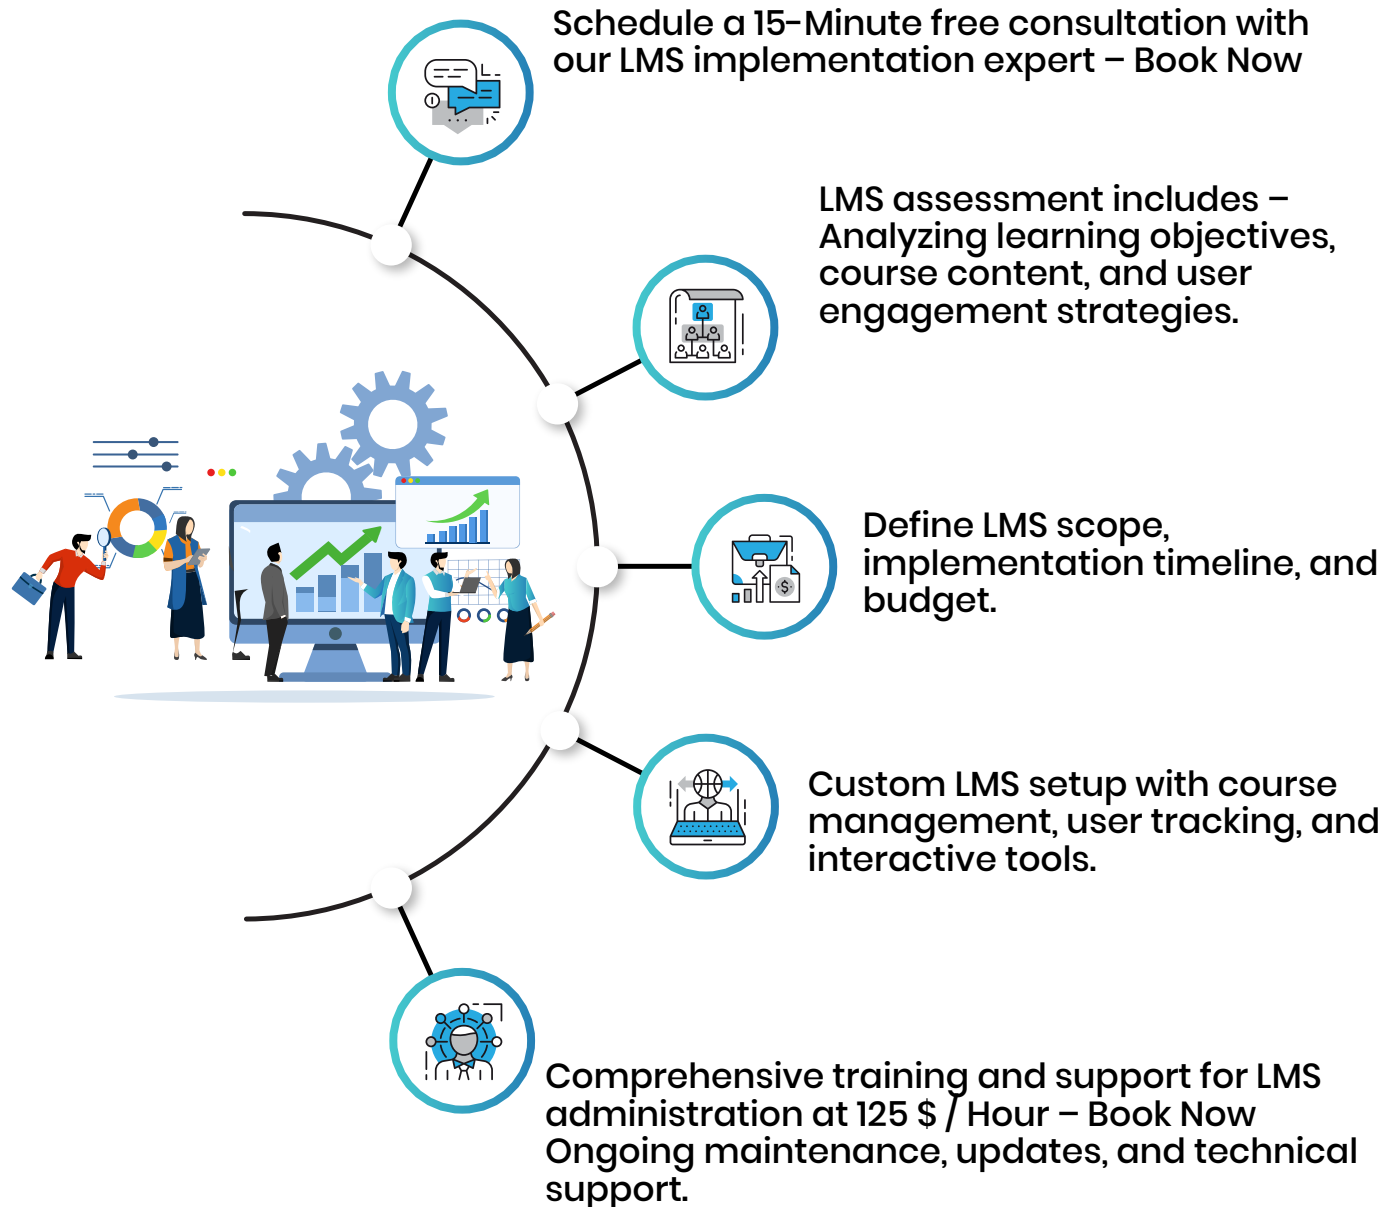 Schedule a 15-Minute free consultation with
our LMS implementation expert – Book Now
LMS assessment includes –
Analyzing learning objectives,
course content, and user
engagement strategies.
Define LMS scope,
implementation timeline, and
budget.
Custom LMS setup with course
management, user tracking, and
interactive tools.
Comprehensive training and support for LMS
administration at 125 $ / Hour – Book Now
Ongoing maintenance, updates, and technical
support.